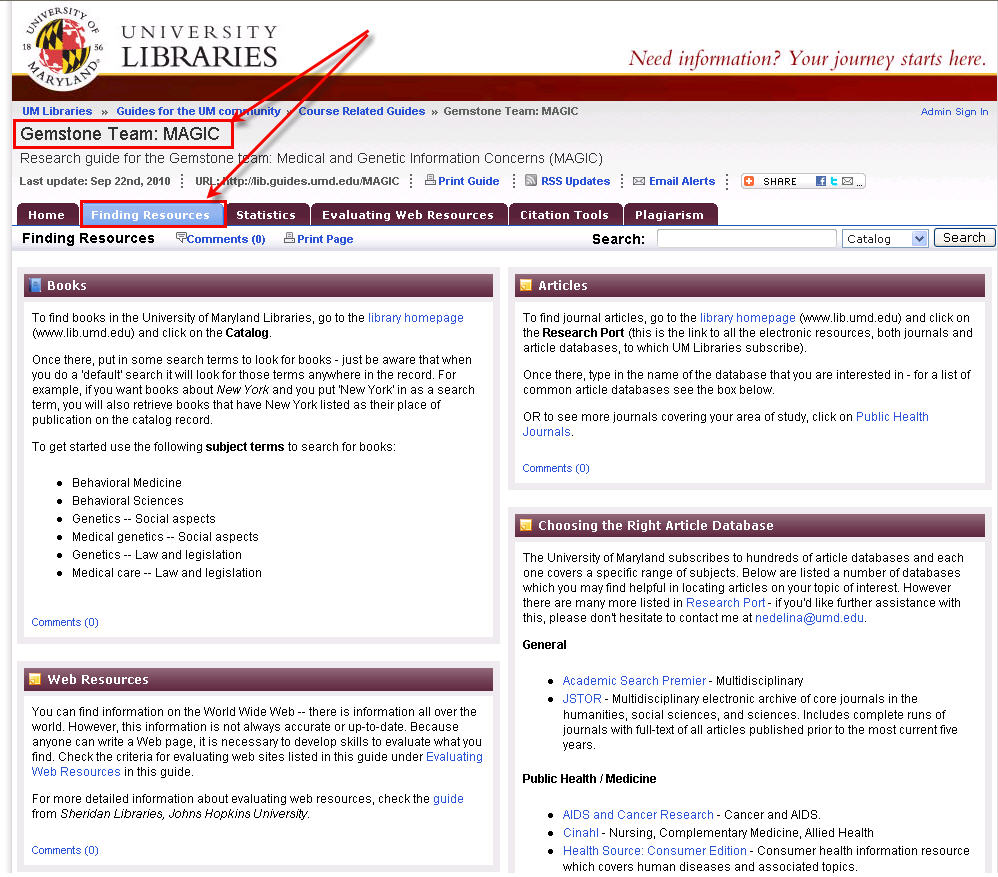 UNIVERSITY OF
18 56
MARYLAND
UNIVERSITY
LIBRARIES
Need information? Your journey starts here.
UM Libraries » Guides for the UM community » Course Related Guides » Gemstone Team: MAGIC
Admin Sign In
Gemstone Team: MAGIC
Research guide for the Gemstone team: Medical and Genetic Information Concerns (MAGIC)
Last update: Sep 22nd, 2010 URL: http://lib.guides.umd.edu/MAGIC Print Guide RSS Updates Email Alerts SHARE ...
Home Finding Resources Statistics Evaluating Web Resources Citation Tools Plagiarism
Finding Resources Comments (0) Print Page Search: Catalog Search
Books
To find books in the University of Maryland Libraries, go to the library homepage
(www.lib.umd.edu) and click on the Catalog.
Once there, put in some search terms to look for books - just be aware that when
you do a 'default' search it will look for those terms anywhere in the record. For
example, if you want books about New York and you put 'New York' in as a search
term, you will also retrieve books that have New York listed as their place of
publication on the catalog record.
To get started use the following subject terms to search for books:
Behavioral Medicine
Behavioral Sciences
Genetics -- Social aspects
Medical genetics -- Social aspects
Genetics -- Law and legislation
Medical care -- Law and legislation
Comments (0)
Web Resources
You can find information on the World Wide Web -- there is information all over the
world. However, this information is not always accurate or up-to-date. Because
anyone can write a Web page, it is necessary to develop skills to evaluate what you
find. Check the criteria for evaluating web sites listed in this guide under Evaluating
Web Resources in this guide.
For more detailed information about evaluating web resources, check the guide
from Sheridan Libraries, Johns Hopkins University.
Comments (0)
Articles
To find journal articles, go to the library homepage (www.lib.umd.edu) and click on
the Research Port (this is the link to all the electronic resources, both journals and
article databases, to which UM Libraries subscribe).
Once there, type in the name of the database that you are interested in - for a list of
common article databases see the box below.
OR to see more journals covering your area of study, click on Public Health
Journals.
Comments (0)
Choosing the Right Article Database
The University of Maryland subscribes to hundreds of article databases and each
one covers a specific range of subjects. Below are listed a number of databases
which you may find helpful in locating articles on your topic of interest. However
there are many more listed in Research Port - if you'd like further assistance with
this, please don't hesitate to contact me at nedelina@umd.edu.
General
Academic Search Premier - Multidisciplinary
JSTOR - Multidisciplinary electronic archive of core journals in the
humanities, social sciences, and sciences. Includes complete runs of
journals with full-text of all articles published prior to the most current five
years.
Public Health / Medicine
AIDS and Cancer Research - Cancer and AIDS.
Cinahl - Nursing, Complementary Medicine, Allied Health
Health Source: Consumer Edition - Consumer health information resource
which covers human diseases and associated topics.